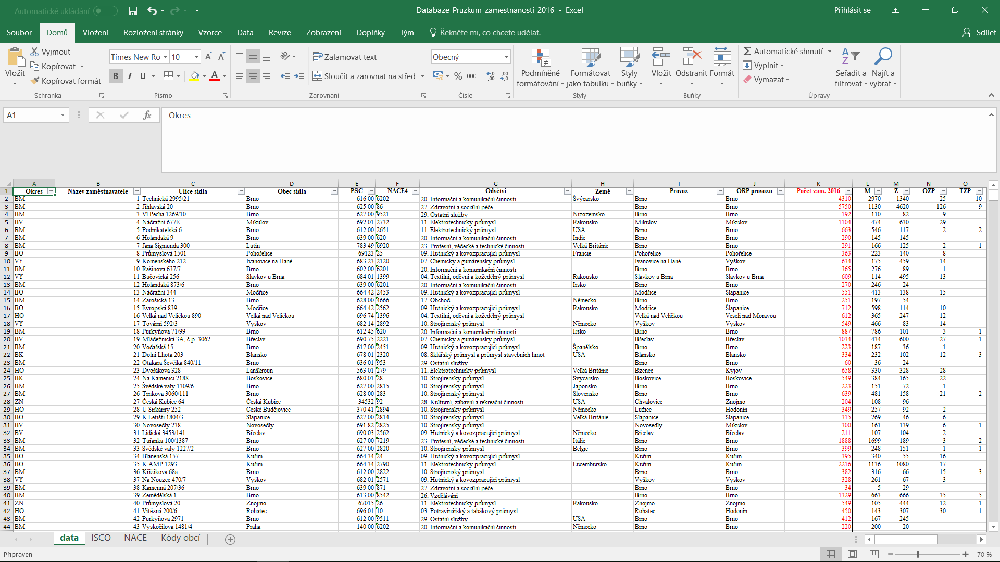 Automatické ukládání
Databaze_Pruzkum_zamestnanosti_2016 - Excel
Přihlásit se
Soubor Domů Vložení Rozložení stránky Vzorce Data Revize Zobrazení Doplňky Tým Řekněte mi, co chcete udělat. Sdílet
Vložit
Vyjmout
Kopírovat
Kopírovat formát
Schránka
Times New Ro 10
B I U A
Písmo
Zalamovat text
Sloučit a zarovnat na střed
Zarovnání
Obecný
% 000
Číslo
Podmíněné formátování
Formátovat jako tabulku
Styly buňky
Styly
Vložit Odstranit Formát
Buňky
Automatické shrnutí
Vyplnit
Vymazat
Seřadit a filtrovat
Najít a vybrat
Úpravy
A1 fx Okres
A B C D E F G H I J K L M N O
1 Okres Název zaměstnavatele Ulice sídla Obec sídla PSC NACE4 Odvětví Země Provoz ORP provozu Počet zam. 2016 M Z OZP TZP
2 BM 1 Technická 2995/21 Brno 616 00 6202 20. Informační a komunikační činnosti Švýcarsko Brno Brno 4310 2970 1340 25 10
3 BM 2 Jihlavská 20 Brno 625 00 86 27. Zdravotní a sociální péče Brno Brno 5750 1130 4620 126 9
4 BM 3 Vl.Pecha 1269/10 Brno 627 00 9521 29. Ostatní služby Nizozemsko Brno Brno 192 110 82 9
5 BV 4 Nádražní 677E Mikulov 692 01 2732 11. Elektrotechnický průmysl Rakousko Mikulov Mikulov 1104 474 630 29
6 BM 5 Podnikatelská 6 Brno 612 00 2651 11. Elektrotechnický průmysl USA Brno Brno 663 546 117 2 2
7 BM 6 Holandská 9 Brno 639 00 620 20. Informační a komunikační činnosti Indie Brno Brno 290 145 145
8 BM 7 Jana Sigmunda 300 Lutín 783 49 6920 23. Profesní, vědecké a technické činnosti Velká Británie Brno Brno 291 166 125 2 1
9 BO 8 Průmyslová 1501 Pohořelice 69123 25 09. Hutnický a kovozpracující průmysl Francie Pohořelice Pohořelice 363 223 140 8
10 VY 9 Komenského 212 Ivanovice na Hané 683 23 2120 07. Chemický a gumárenský průmysl Ivanovice na Hané Vyškov 634 175 459 14
11 BM 10 Rašínova 637/7 Brno 602 00 6201 20. Informační a komunikační činnosti Brno Brno 365 276 89 1
12 VY 11 Bučovická 256 Slavkov u Brna 684 01 1399 04. Textilní, oděvní a kožedělný průmysl Rakousko Slavkov u Brna Slavkov u Brna 609 114 495 13
13 BM 12 Holandská 873/6 Brno 639 00 6201 20. Informační a komunikační činnosti Irsko Brno Brno 270 246 24
14 BO 13 Nádražní 344 Modřice 664 42 2453 09. Hutnický a kovozpracující průmysl Modřice Šlapanice 551 413 138 15
15 BM 14 Žarošická 13 Brno 628 00 4666 17. Obchod Německo Brno Brno 251 197 54
16 BO 15 Evropská 839 Modřice 664 42 2562 09. Hutnický a kovozpracující průmysl Rakousko Modřice Šlapanice 712 598 114 10
17 HO 16 Velká nad Veličkou 890 Velká nad Veličkou 696 74 1396 04. Textilní, oděvní a kožedělný průmysl Velká nad Veličkou Veselí nad Moravou 612 365 247 12
18 VY 17 Tovární 592/3 Vyškov 682 14 2892 10. Strojírenský průmysl Německo Vyškov Vyškov 549 466 83 14
19 BM 18 Purkyňova 71/99 Brno 612 45 620 20. Informační a komunikační činnosti Irsko Brno Brno 887 786 101 3 1
20 BV 19 Mládežnická 3A, č.p. 3062 Břeclav 690 75 2221 07. Chemický a gumárenský průmysl Břeclav Břeclav 1034 434 600 27 1
21 BM 20 Vodařská 15 Brno 617 00 2451 09. Hutnický a kovozpracující průmysl Španělsko Brno Brno 223 187 36 1
22 BK 21 Dolní Lhota 203 Blansko 678 01 2320 08. Sklářský průmysl a průmysl stavebních hmot USA Blansko Blansko 334 232 102 12 3
23 BM 22 Otakara Ševčíka 840/11 Brno 636 01 953 29. Ostatní služby Brno Brno 60 36 24
24 HO 23 Dvořákova 328 Lanškroun 563 01 279 11. Elektrotechnický průmysl Velká Británie Bzenec Kyjov 658 330 328 28
25 BK 24 Na Kamenici 2188 Boskovice 680 01 28 10. Strojírenský průmysl Švýcarsko Boskovice Boskovice 549 384 165 22
26 BM 25 Švédské valy 1309/6 Brno 627 00 2815 10. Strojírenský průmysl Japonsko Brno Brno 223 151 72 1
27 BM 26 Trnkova 3060/111 Brno 628 00 283 10. Strojírenský průmysl Slovensko Brno Brno 639 481 158 21 2
28 ZN 27 Česká Kubice 64 Česká Kubice 34532 92 28. Kulturní, zábavní a rekreační činnosti USA Chvalovice Znojmo 204 108 96
29 HO 28 U Sirkárny 252 České Budějovice 370 41 2894 10. Strojírenský průmysl Německo Lužice Hodonín 349 257 92 2
30 BO 29 K Letišti 1804/3 Šlapanice 627 00 2814 10. Strojírenský průmysl Velká Británie Šlapanice Šlapanice 315 269 46 6
31 BV 30 Novosedly 238 Novosedly 691 82 2825 10. Strojírenský průmysl Novosedly Mikulov 300 161 139 6 1
32 BV 31 Lidická 3453/141 Břeclav 690 03 2562 09. Hutnický a kovozpracující průmysl Německo Břeclav Břeclav 211 107 104 2
33 BM 32 Tuřanka 100/1387 Brno 627 00 7219 23. Profesní, vědecké a technické činnosti Itálie Brno Brno 1888 1699 189 3 2
34 BM 33 Švédské valy 1227/2 Brno 627 00 2820 10. Strojírenský průmysl Belgie Brno Brno 399 248 151 1 1
35 BO 34 Blanenská 157 Kuřim 664 34 24 09. Hutnický a kovozpracující průmysl Kuřim Kuřim 395 340 55 16
36 BO 35 K AMP 1293 Kuřim 664 34 2790 11. Elektrotechnický průmysl Lucembursko Kuřim Kuřim 2216 1136 1080 17
37 BM 36 Křižíkova 68a Brno 612 00 2822 10. Strojírenský průmysl Brno Brno 382 316 66 15 3
38 VY 37 Na Nouzce 470/7 Vyškov 682 01 2571 09. Hutnický a kovozpracující průmysl Vyškov Vyškov 328 261 67 3
39 BM 38 Kamenná 207/36 Brno 639 00 871 27. Zdravotní a sociální péče Brno Brno 34 5 29
40 BM 39 Zemědělská 1 Brno 613 00 8542 26. Vzdělávání Brno Brno 1329 663 666 35 5
41 ZN 40 Průmyslová 20 Znojmo 67015 26 11. Elektrotechnický průmysl Rakousko Znojmo Znojmo 549 105 444 12 1
42 HO 41 Vítězná 200/6 Rohatec 696 01 10 03. Potravinářský a tabákový průmysl Rohatec Hodonín 450 143 307 30 1
43 BM 42 Purkyňova 2971 Brno 612 00 9511 29. Ostatní služby USA Brno Brno 412 167 245
44 BM 43 Vyskočilova 1481/4 Praha 140 00 6202 20. Informační a komunikační činnosti Německo Brno Brno 220 200 20
data ISCO NACE Kódy obcí
Připraven 70 %